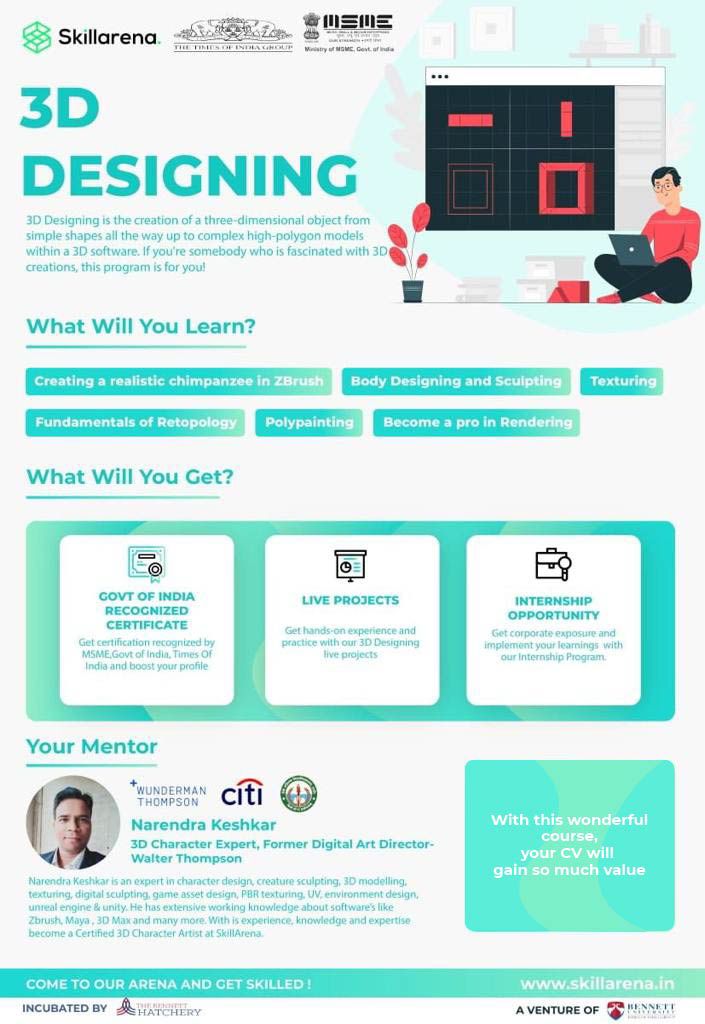 Skillarena.
THE TIMES OF INDIA GROUP
MSME
Ministry of MSME, Govt. of India
3D
DESIGNING
3D Designing is the creation of a three-dimensional object from
simple shapes all the way up to complex high-polygon models
within a 3D software. If you're somebody who is fascinated with 3D
creations, this program is for you!
What Will You Learn?
Creating a realistic chimpanzee in ZBrush Body Designing and Sculpting Texturing
Fundamentals of Retopology Polypainting Become a pro in Rendering
What Will You Get?
GOVT OF INDIA
RECOGNIZED
CERTIFICATE
Get certification recognized by
MSME,Govt of India, Times Of
India and boost your profile
LIVE PROJECTS
Get hands-on experience and
practice with our 3D Designing
live projects
INTERNSHIP
OPPORTUNITY
Get corporate exposure and
implement your learnings with
our Internship Program.
Your Mentor
WUNDERMAN
THOMPSON
citi
Narendra Keshkar
3D Character Expert, Former Digital Art Director-
Walter Thompson
Narendra Keshkar is an expert in character design, creature sculpting, 3D modelling,
texturing, digital sculpting, game asset design, PBR texturing, UV, environment design,
unreal engine & unity. He has extensive working knowledge about software's like
Zbrush, Maya , 3D Max and many more. With is experience, knowledge and expertise
become a Certified 3D Character Artist at SkillArena.
With this wonderful
course,
your CV will
gain so much value
COME TO OUR ARENA AND GET SKILLED !
www.skillarena.in
INCUBATED BY
THE BENNETT
HATCHERY
A VENTURE OF
BENNETT
UNIVERSITY